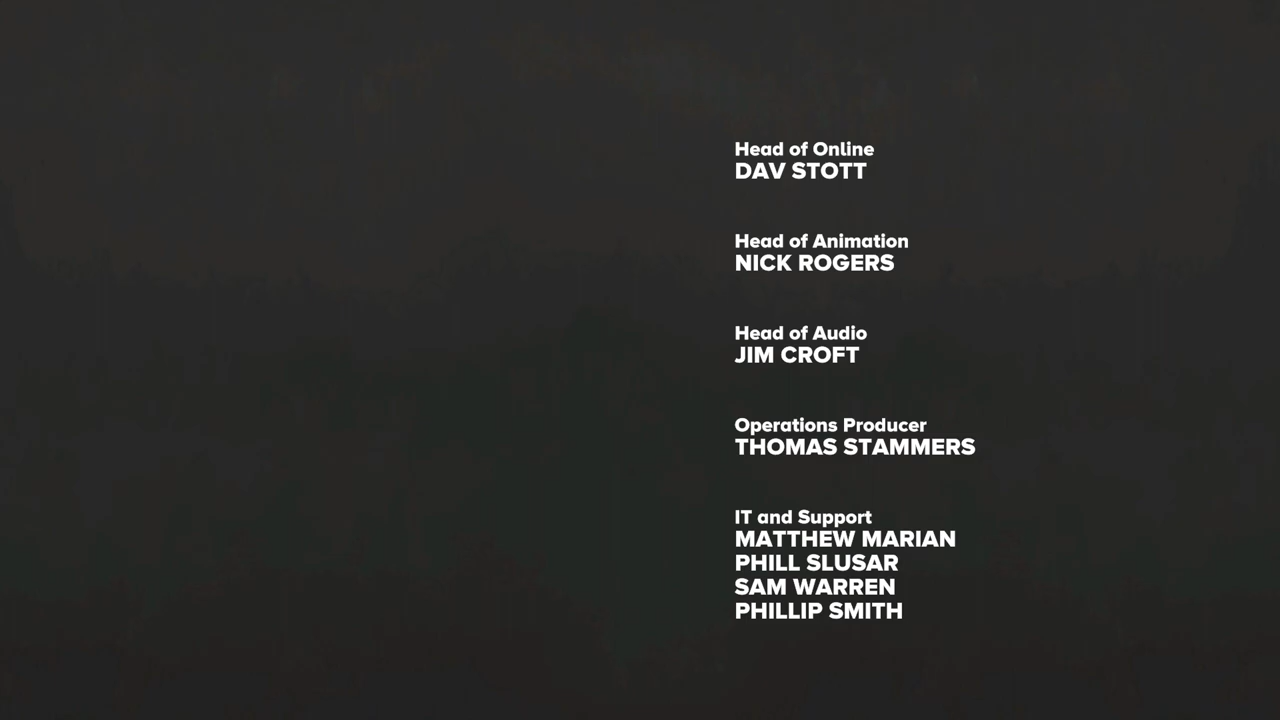 Head of Online
DAV STOTT
Head of Animation
NICK ROGERS
Head of Audio
JIM CROFT
Operations Producer
THOMAS STAMMERS
IT and Support
MATTHEW MARIAN
PHILL SLUSAR
SAM WARREN
PHILLIP SMITH